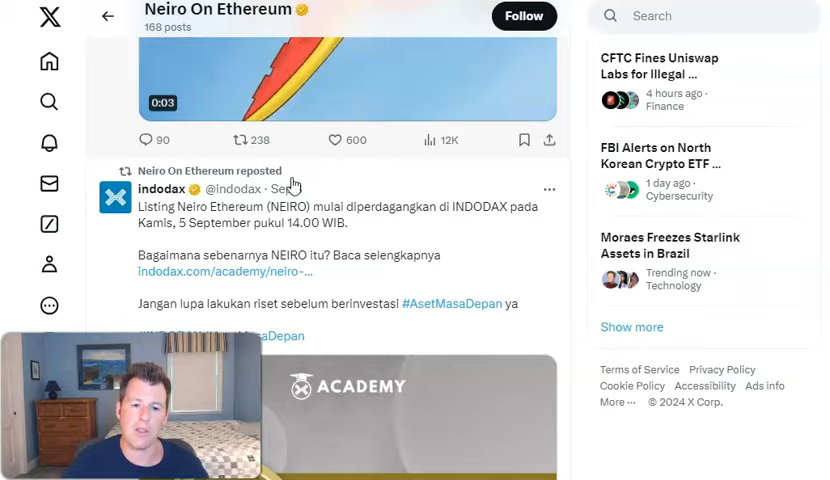 Neiro On Ethereum
168 posts
Follow
Search
0:03
90
238
600
12K
Neiro On Ethereum reposted
indodax @indodax · Sep
Listing Neiro Ethereum (NEIRO) mulai diperdagangkan di INDODAX pada
Kamis, 5 September pukul 14.00 WIB.
Bagaimana sebenarnya NEIRO itu? Baca selengkapnya
indodax.com/academy/neiro-...
Jangan lupa lakukan riset sebelum berinvestasi #AsetMasaDepan ya
ACADEMY
CFTC Fines Uniswap
Labs for Illegal ...
4 hours ago ·
Finance
FBI Alerts on North
Korean Crypto ETF ...
1 day ago ·
Cybersecurity
Moraes Freezes Starlink
Assets in Brazil
Trending now ·
Technology
Show more
Terms of Service Privacy Policy
Cookie Policy Accessibility Ads info
More ··· © 2024 X Corp.